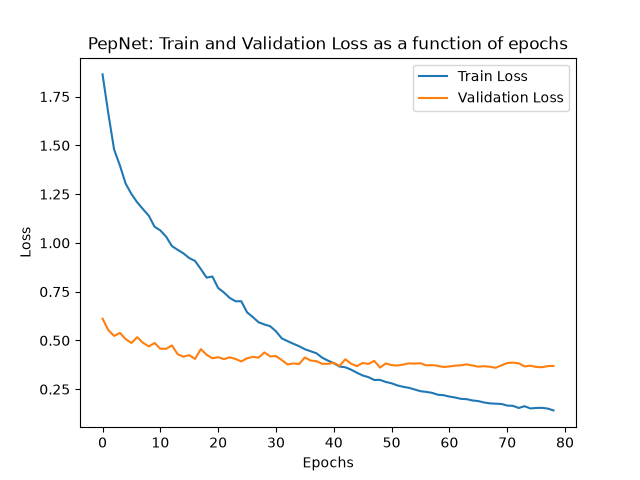 PepNet: Train and Validation Loss as a function of epochs
Train Loss
Validation Loss
1.75
1.50
1.25
1.00
0.75
0.50
0.25
Loss
0 10 20 30 40 50 60 70 80
Epochs